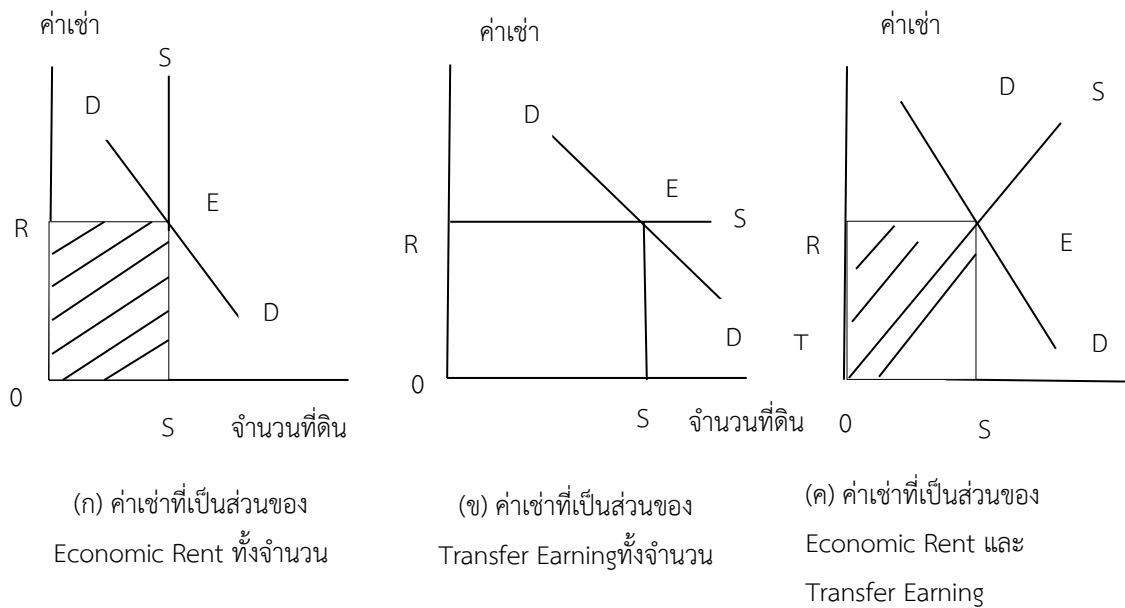 ค่าเช่า
S
D
E
R
D
0
S
จำนวนที่ดิน
(ก) ค่าเช่าที่เป็นส่วนของ
Economic Rent ทั้งจำนวน
ค่าเช่า
D
E
S
R
D
0
S
จำนวนที่ดิน
(ข) ค่าเช่าที่เป็นส่วนของ
Transfer Earningทั้งจำนวน
ค่าเช่า
D
S
R
E
T
D
0
S
(ค) ค่าเช่าที่เป็นส่วนของ
Economic Rent และ
Transfer Earning